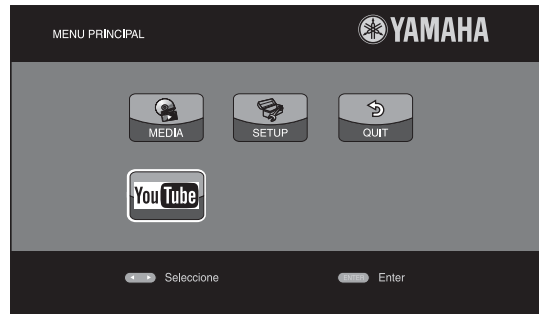 MENU PRINCIPAL
YAMAHA
MEDIA SETUP QUIT
YouTube
Seleccione ENTER Enter